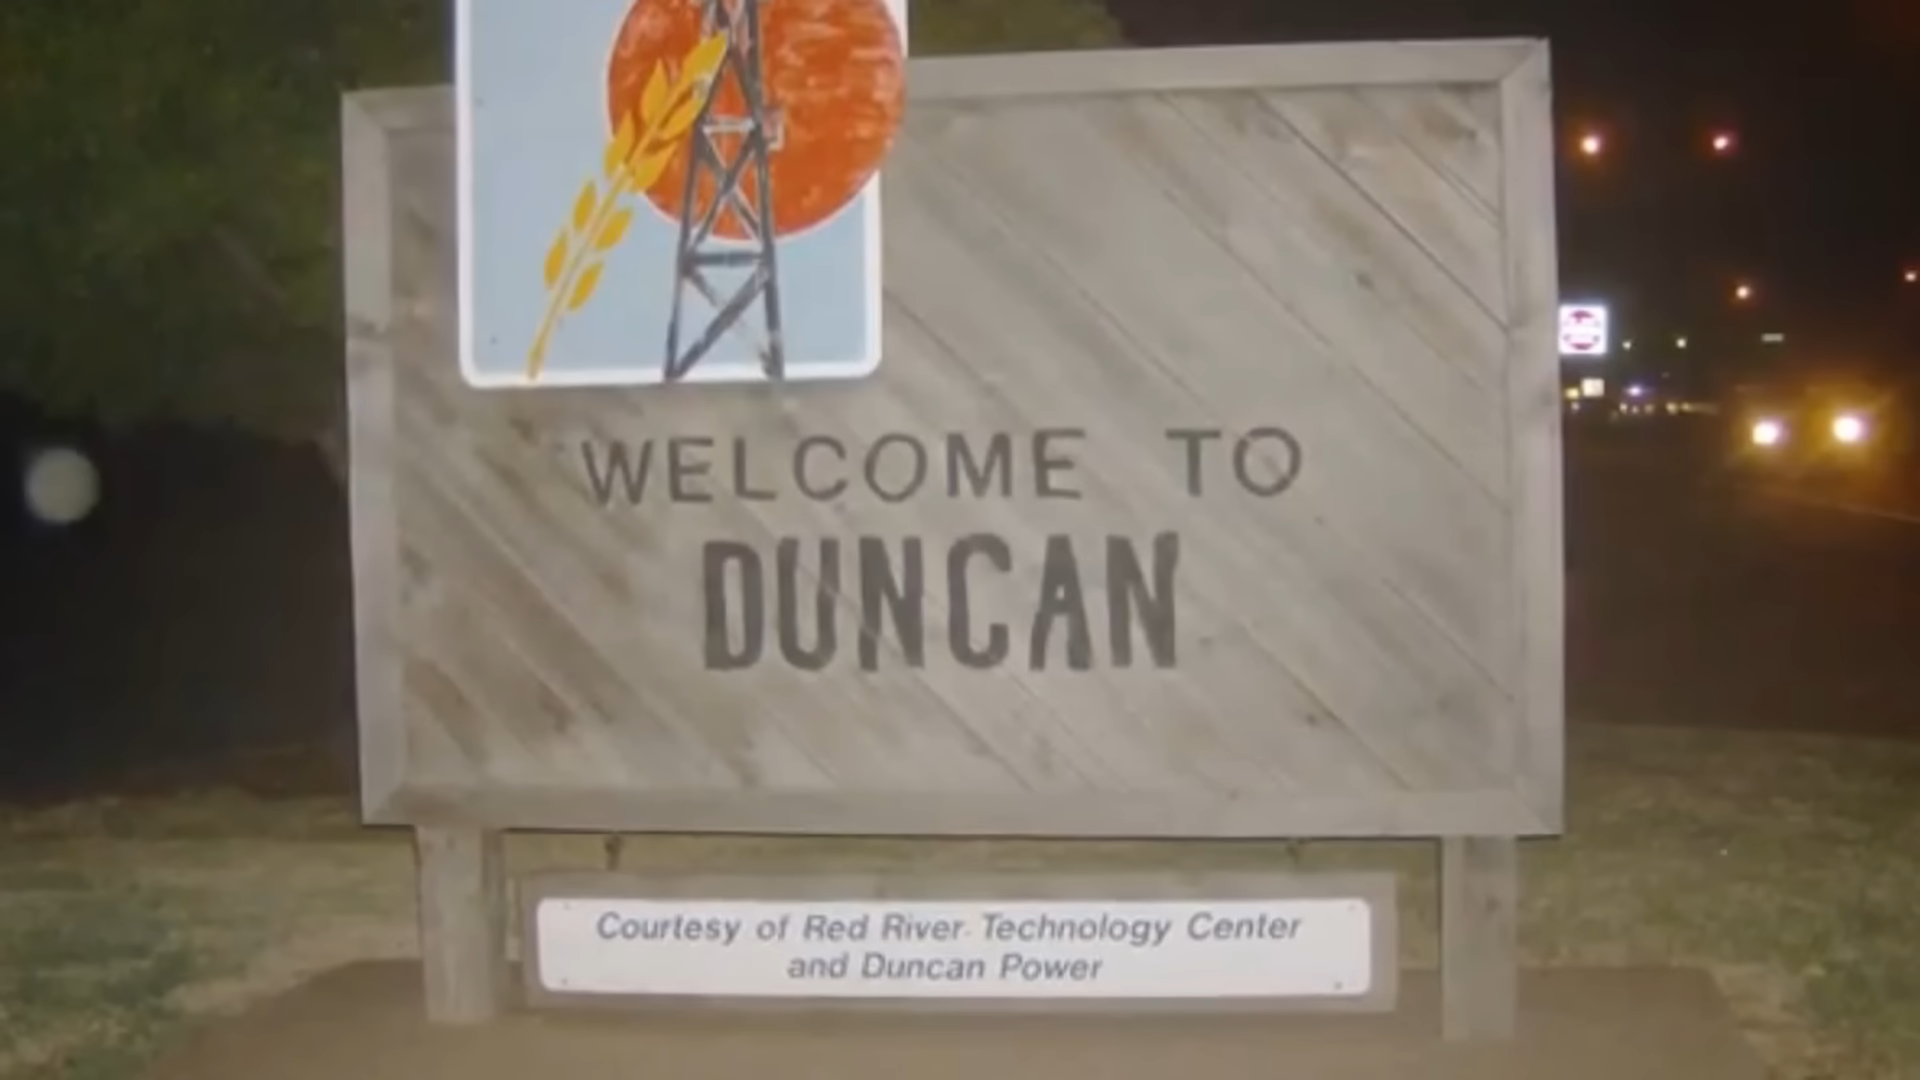 WELCOME TO
DUNCAN
Courtesy of Red River Technology Center
and Duncan Power